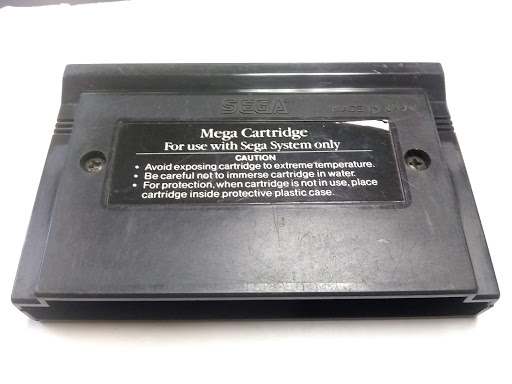 SEGA
MADE IN JAPAN
Mega Cartridge
For use with Sega System only
CAUTION
• Avoid exposing cartridge to extreme temperature.
• Be careful not to immerse cartridge in water.
• For protection, when cartridge is not in use, place
cartridge inside protective plastic case.